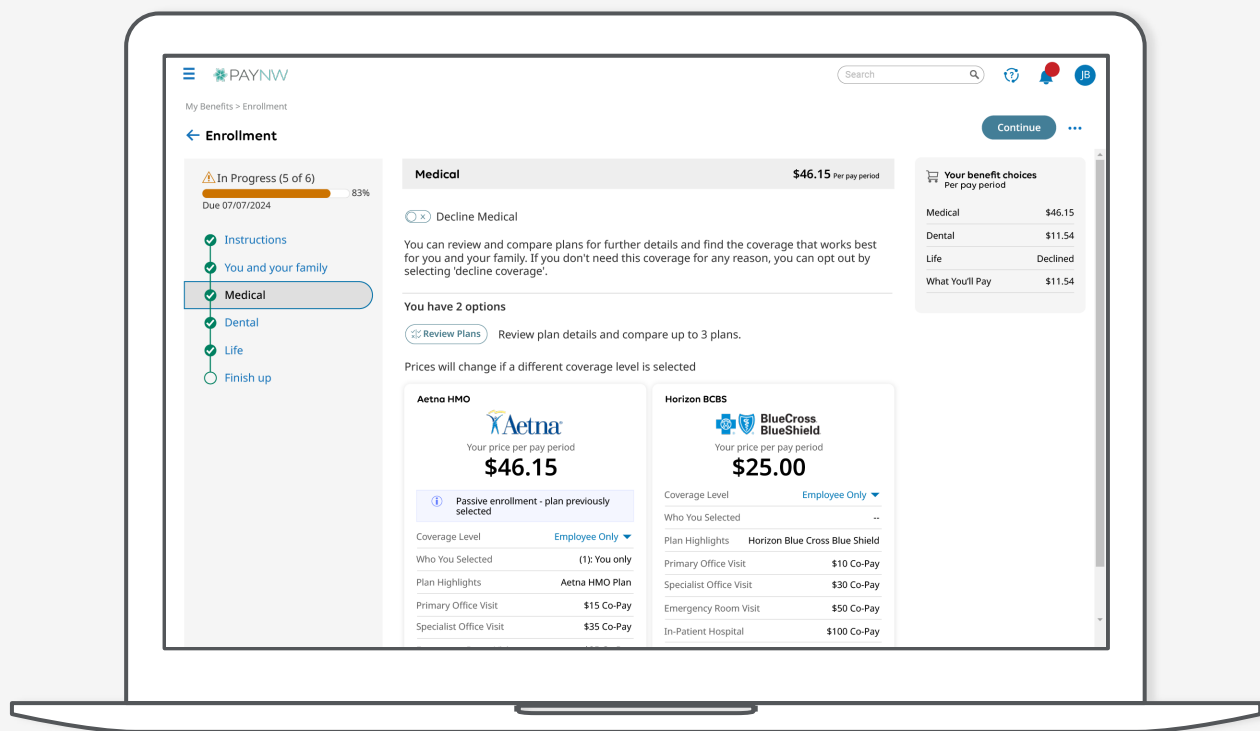 PAYNW
Search
JB
My Benefits > Enrollment
Enrollment
Continue
In Progress (5 of 6)
83%
Due 07/07/2024
Instructions
You and your family
Medical
Dental
Life
Finish up
Medical
$46.15 Per pay period
Decline Medical
You can review and compare plans for further details and find the coverage that works best
for you and your family. If you don't need this coverage for any reason, you can opt out by
selecting 'decline coverage'.
You have 2 options
Review Plans
Review plan details and compare up to 3 plans.
Prices will change if a different coverage level is selected
Aetna HMO
Aetna
Your price per pay period
$46.15
Passive enrollment - plan previously
selected
Coverage Level Employee Only
Who You Selected (1): You only
Plan Highlights Aetna HMO Plan
Primary Office Visit $15 Co-Pay
Specialist Office Visit $35 Co-Pay
Horizon BCBS
BlueCross
BlueShield
Your price per pay period
$25.00
Coverage Level Employee Only
Who You Selected --
Plan Highlights Horizon Blue Cross Blue Shield
Primary Office Visit $10 Co-Pay
Specialist Office Visit $30 Co-Pay
Emergency Room Visit $50 Co-Pay
In-Patient Hospital $100 Co-Pay
Your benefit choices
Per pay period
Medical $46.15
Dental $11.54
Life Declined
What You'll Pay $11.54